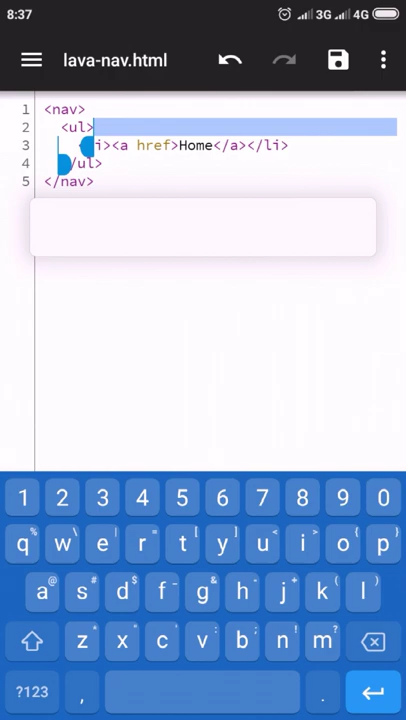 8:37 3G 4G
lava-nav.html
1 <nav>
2 <ul>
3 i><a href>Home</a></li>
4 /ul>
5 </nav>
1 2 3 4 5 6 7 8 9 0
% \ | = [ ] < > { }
q w e r t y u i o p
@ # $ _ & - + ( )
a s d f g h j k l
* " ' : ; ! ?
z x c v b n m
?123 , .